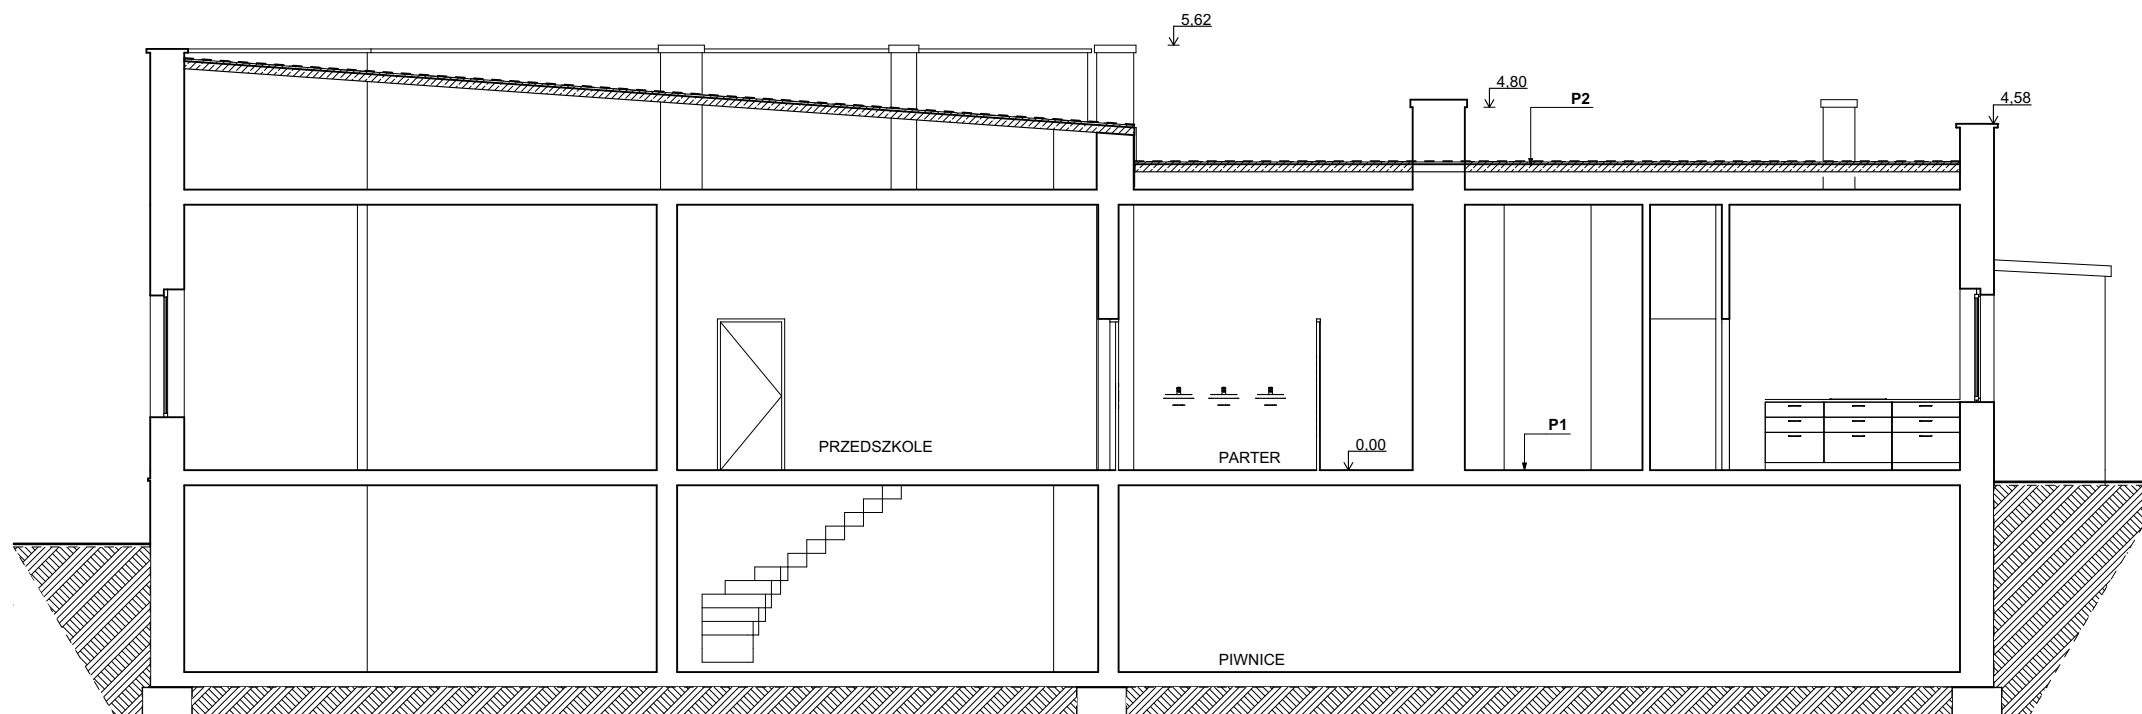 5,62
4,80
P2
4,58
PRZEDSZKOLE
PARTER
0,00
P1
PIWNICE